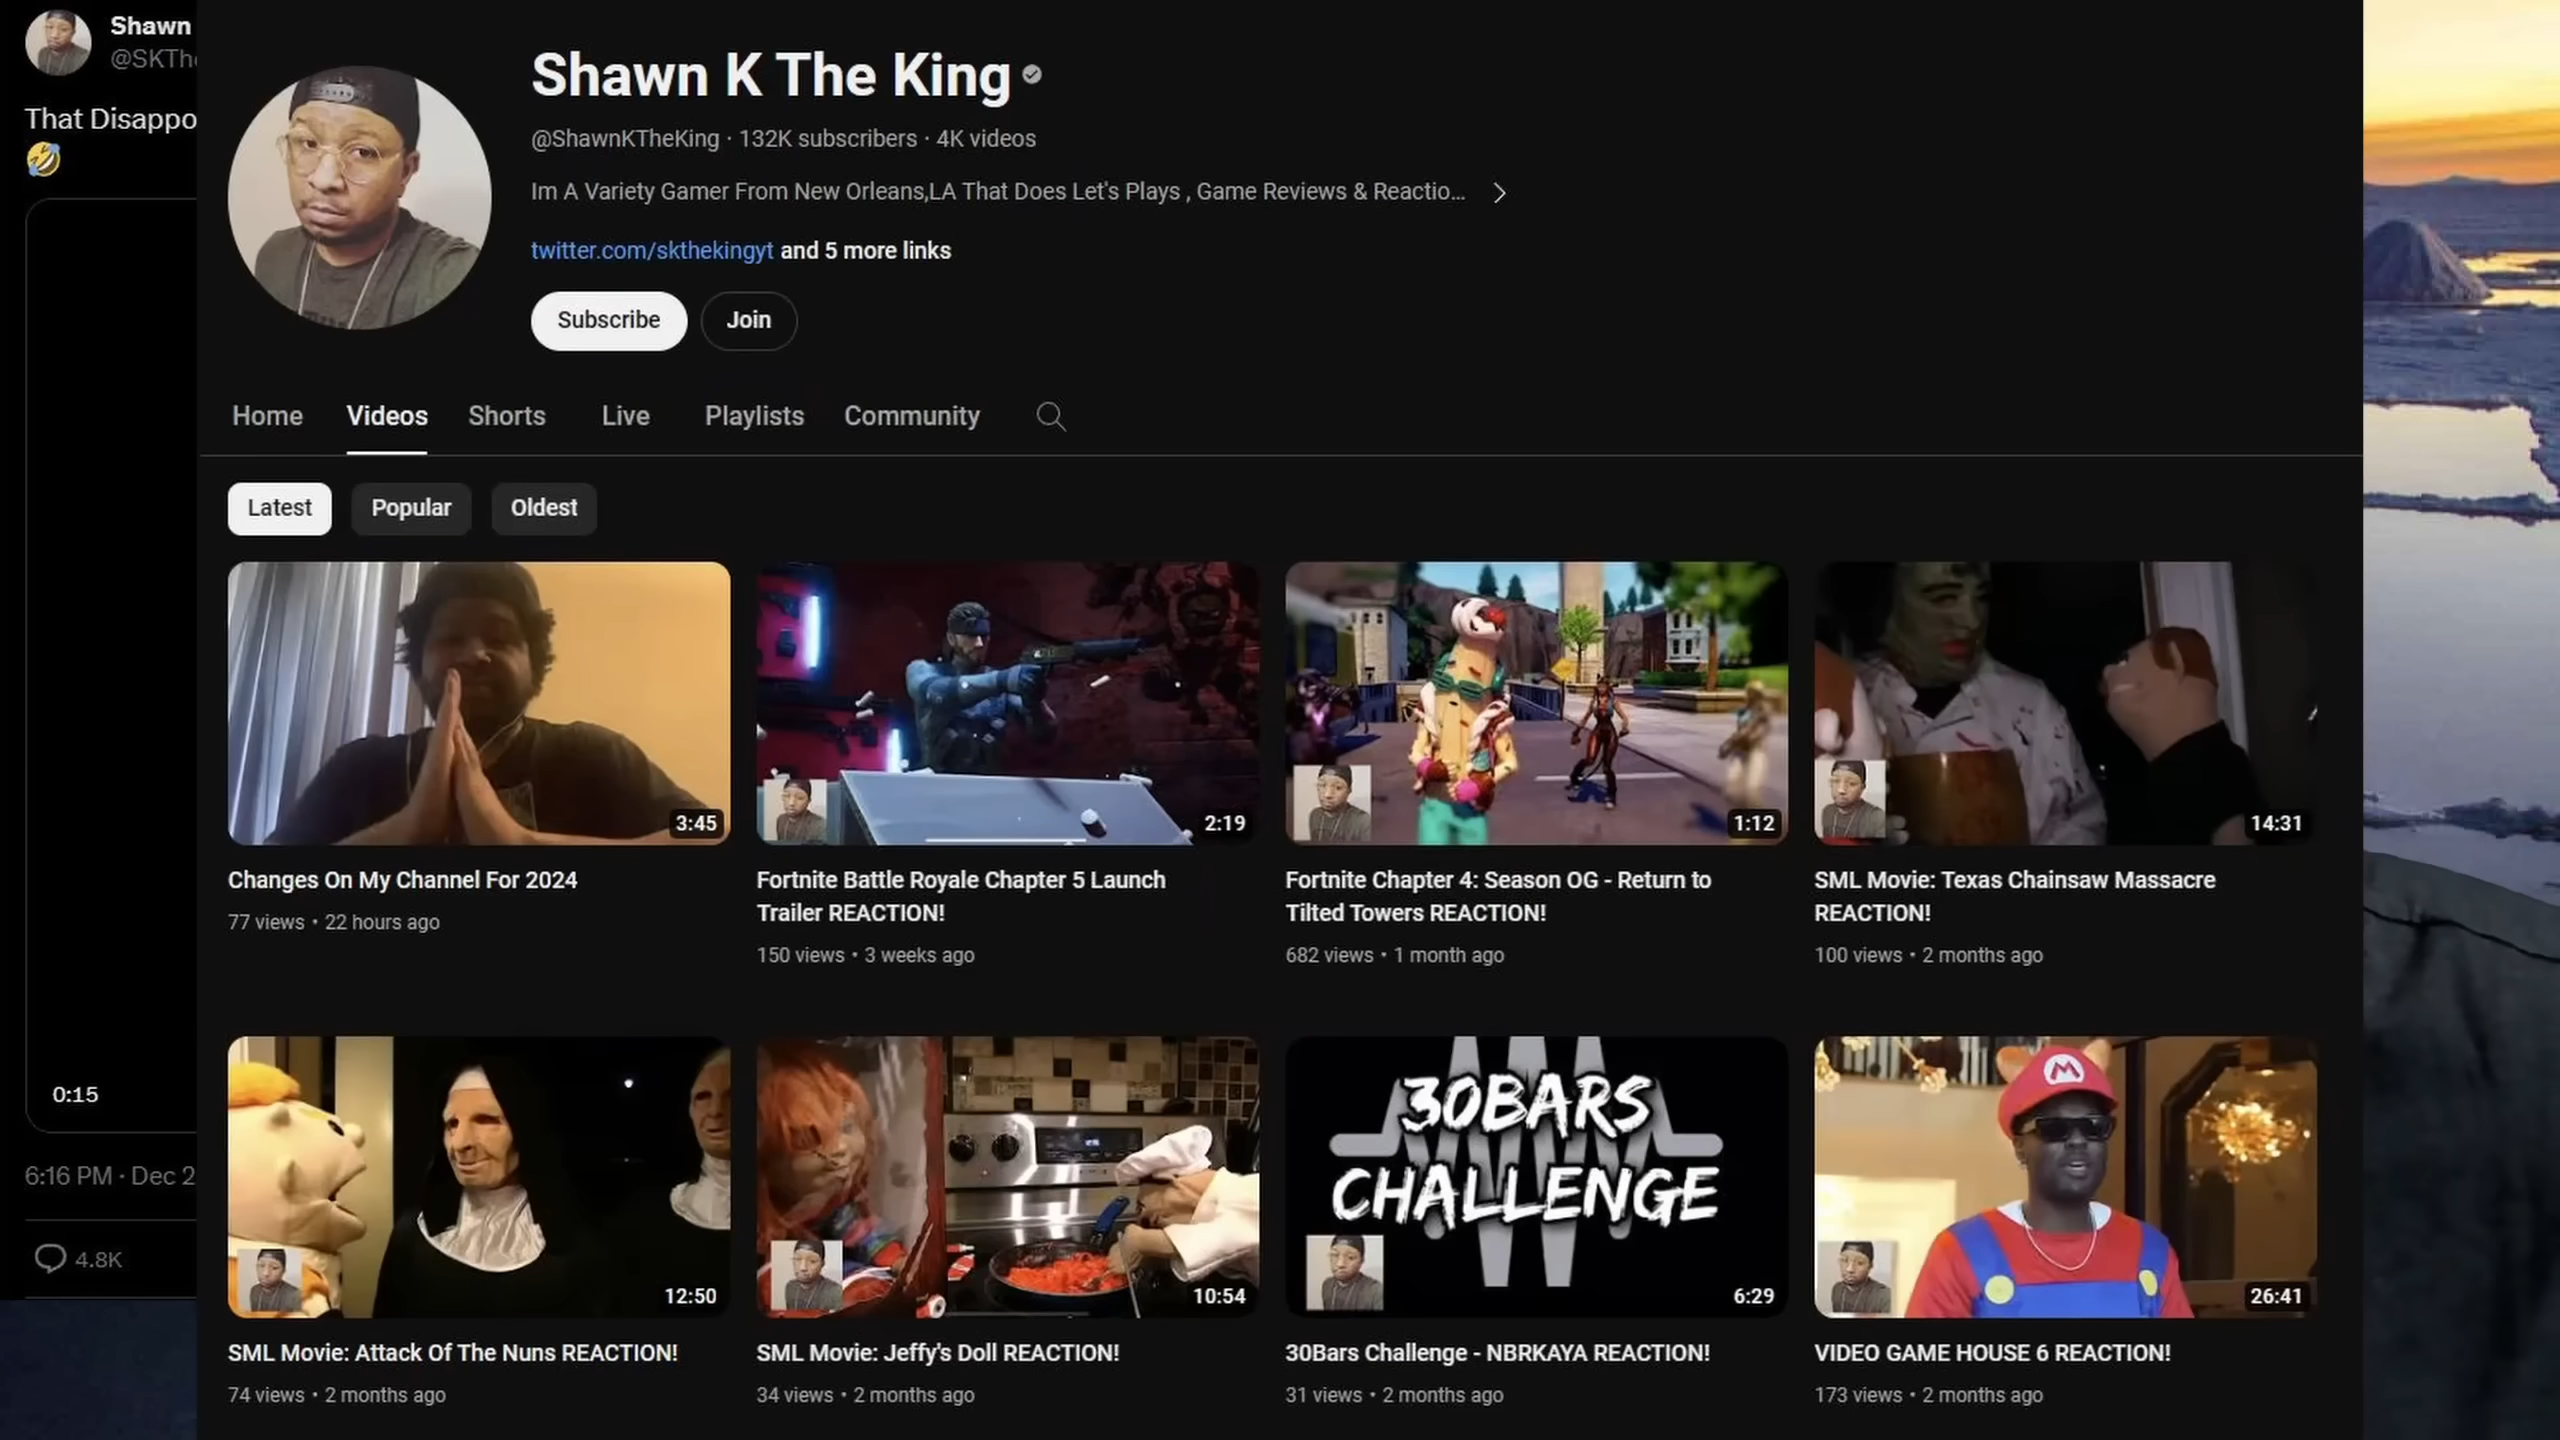 Shawn
@SKThe
That Disappo
0:15
6:16 PM · Dec 2
4.8K
Shawn K The King
@ShawnKTheKing · 132K subscribers · 4K videos
Im A Variety Gamer From New Orleans,LA That Does Let's Plays , Game Reviews & Reactio...
twitter.com/skthekingyt and 5 more links
Subscribe Join
Home Videos Shorts Live Playlists Community
Latest Popular Oldest
3:45 2:19 1:12 14:31
Changes On My Channel For 2024
77 views • 22 hours ago
Fortnite Battle Royale Chapter 5 Launch
Trailer REACTION!
150 views • 3 weeks ago
Fortnite Chapter 4: Season OG - Return to
Tilted Towers REACTION!
682 views • 1 month ago
SML Movie: Texas Chainsaw Massacre
REACTION!
100 views • 2 months ago
30BARS
CHALLENGE
M
12:50 10:54 6:29 26:41
SML Movie: Attack Of The Nuns REACTION!
74 views • 2 months ago
SML Movie: Jeffy's Doll REACTION!
34 views • 2 months ago
30Bars Challenge - NBRKAYA REACTION!
31 views • 2 months ago
VIDEO GAME HOUSE 6 REACTION!
173 views • 2 months ago